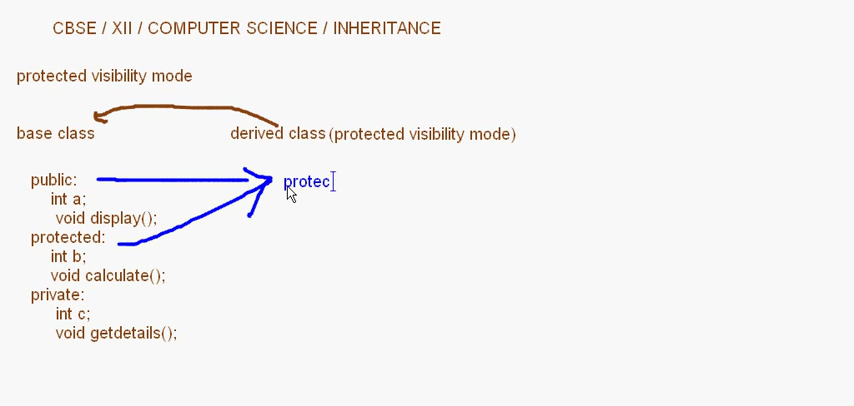 CBSE / XII / COMPUTER SCIENCE / INHERITANCE
protected visibility mode
base class
derived class (protected visibility mode)
public:
int a;
void display();
protected:
int b;
void calculate();
private:
int c;
void getdetails();
protec